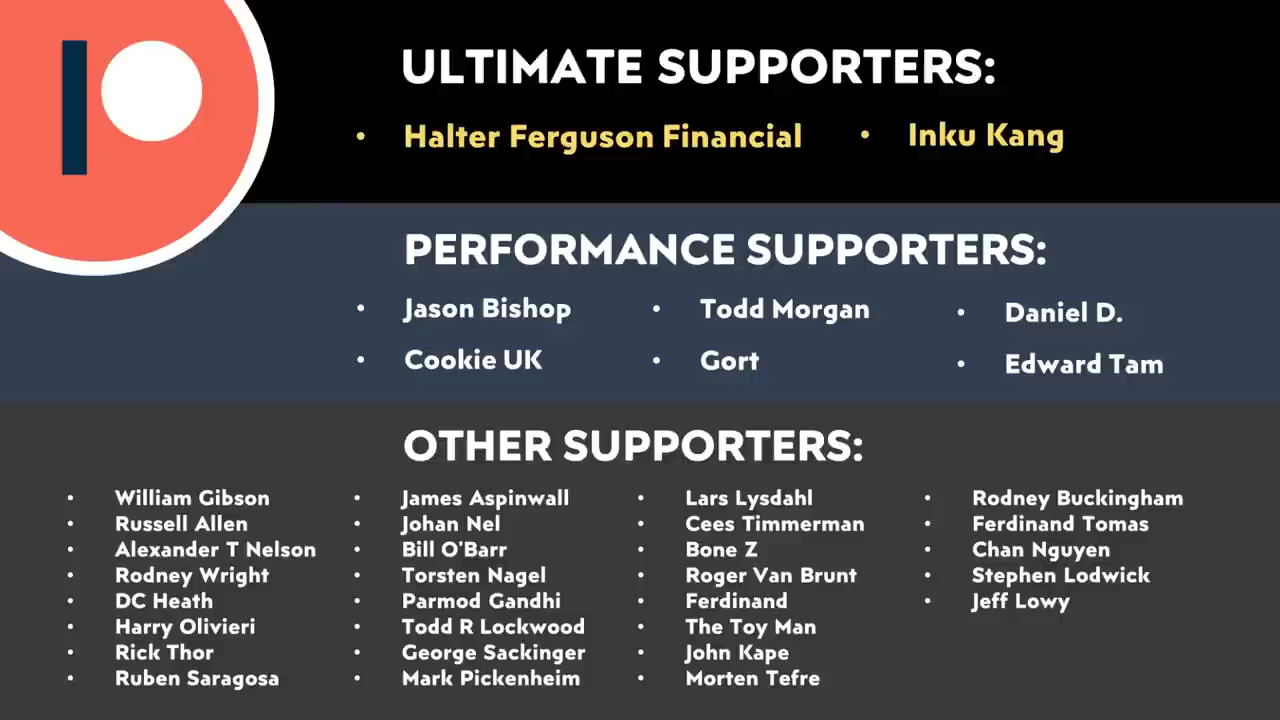 ULTIMATE SUPPORTERS:
• Halter Ferguson Financial • Inku Kang
PERFORMANCE SUPPORTERS:
• Jason Bishop • Todd Morgan • Daniel D.
• Cookie UK • Gort • Edward Tam
OTHER SUPPORTERS:
• William Gibson • James Aspinwall • Lars Lysdahl • Rodney Buckingham
• Russell Allen • Johan Nel • Cees Timmerman • Ferdinand Tomas
• Alexander T Nelson • Bill O'Barr • Bone Z • Chan Nguyen
• Rodney Wright • Torsten Nagel • Roger Van Brunt • Stephen Lodwick
• DC Heath • Parmod Gandhi • Ferdinand • Jeff Lowy
• Harry Olivieri • Todd R Lockwood • The Toy Man
• Rick Thor • George Sackinger • John Kape
• Ruben Saragosa • Mark Pickenheim • Morten Tefre